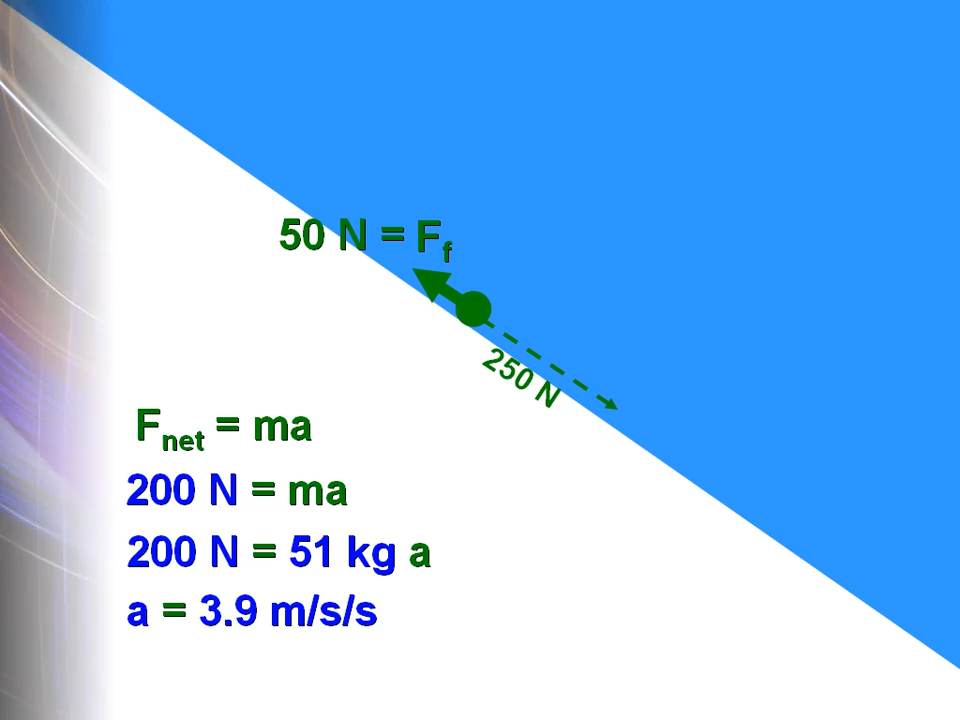 50 N = Ff
250 N
Fnet = ma
200 N = ma
200 N = 51 kg a
a = 3.9 m/s/s